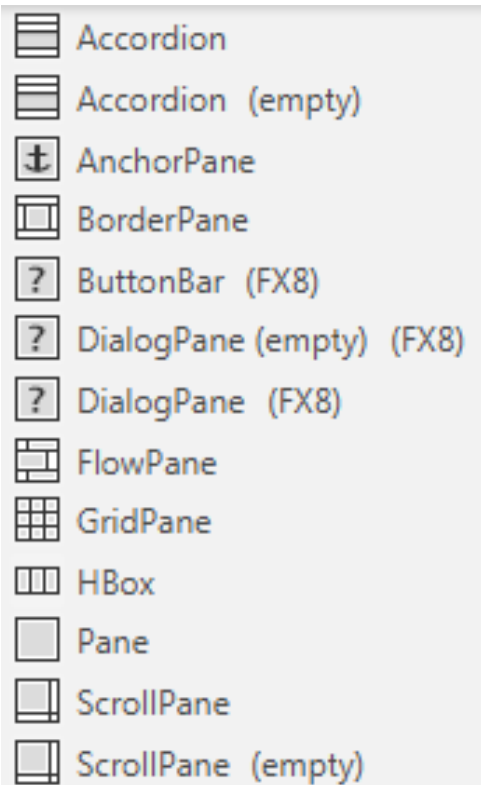 Accordion
Accordion (empty)
AnchorPane
BorderPane
? ButtonBar (FX8)
? DialogPane (empty) (FX8)
? DialogPane (FX8)
FlowPane
GridPane
HBox
Pane
ScrollPane
ScrollPane (empty)